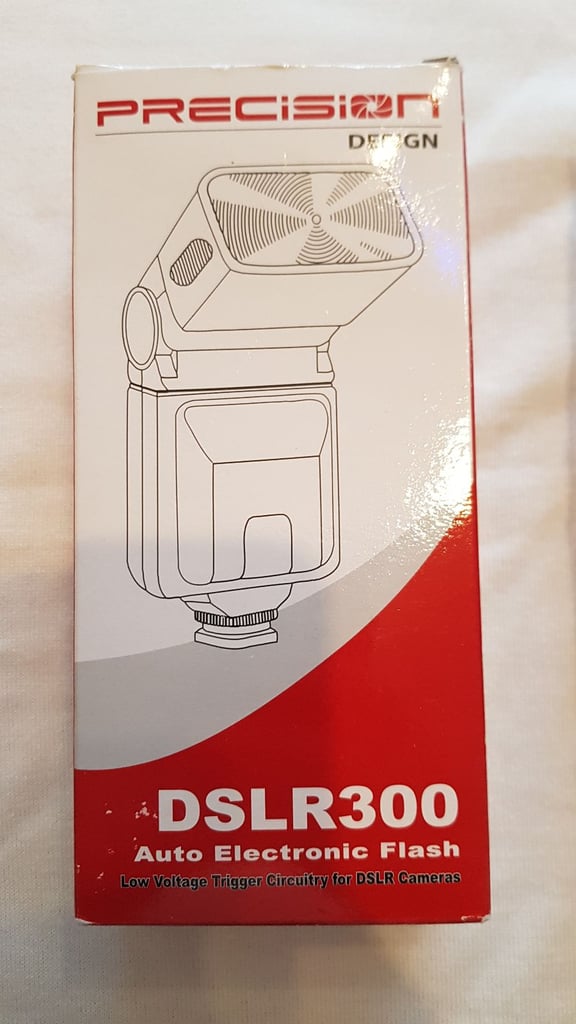 PRECISION
DESIGN
DSLR300
Auto Electronic Flash
Low Voltage Trigger Circuitry for DSLR Cameras